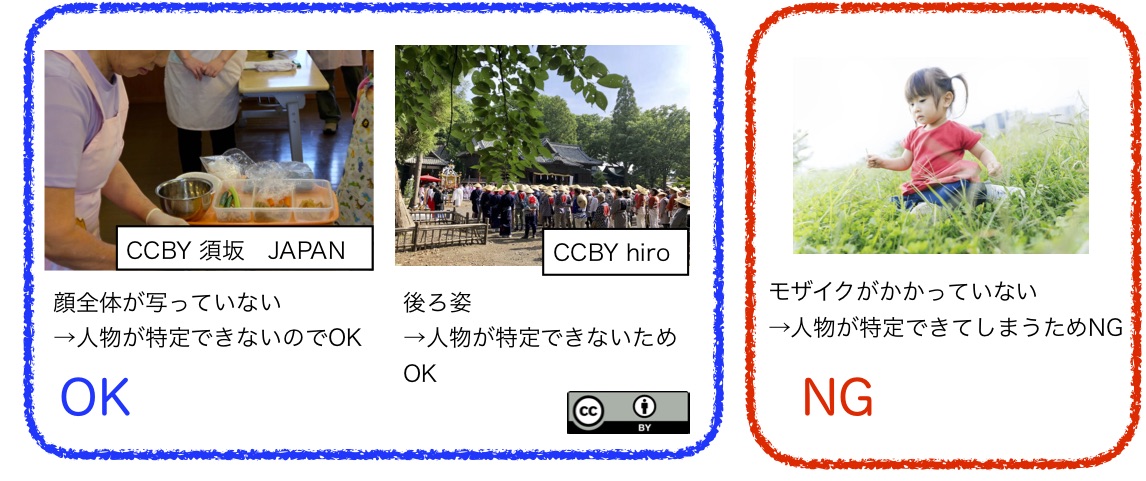 CCBY 須坂　JAPAN
顔全体が写っていない
→人物が特定できないのでOK
OK
CCBY hiro
後ろ姿
→人物が特定できないため
OK
cc
BY
モザイクがかかっていない
→人物が特定できてしまうためNG
NG